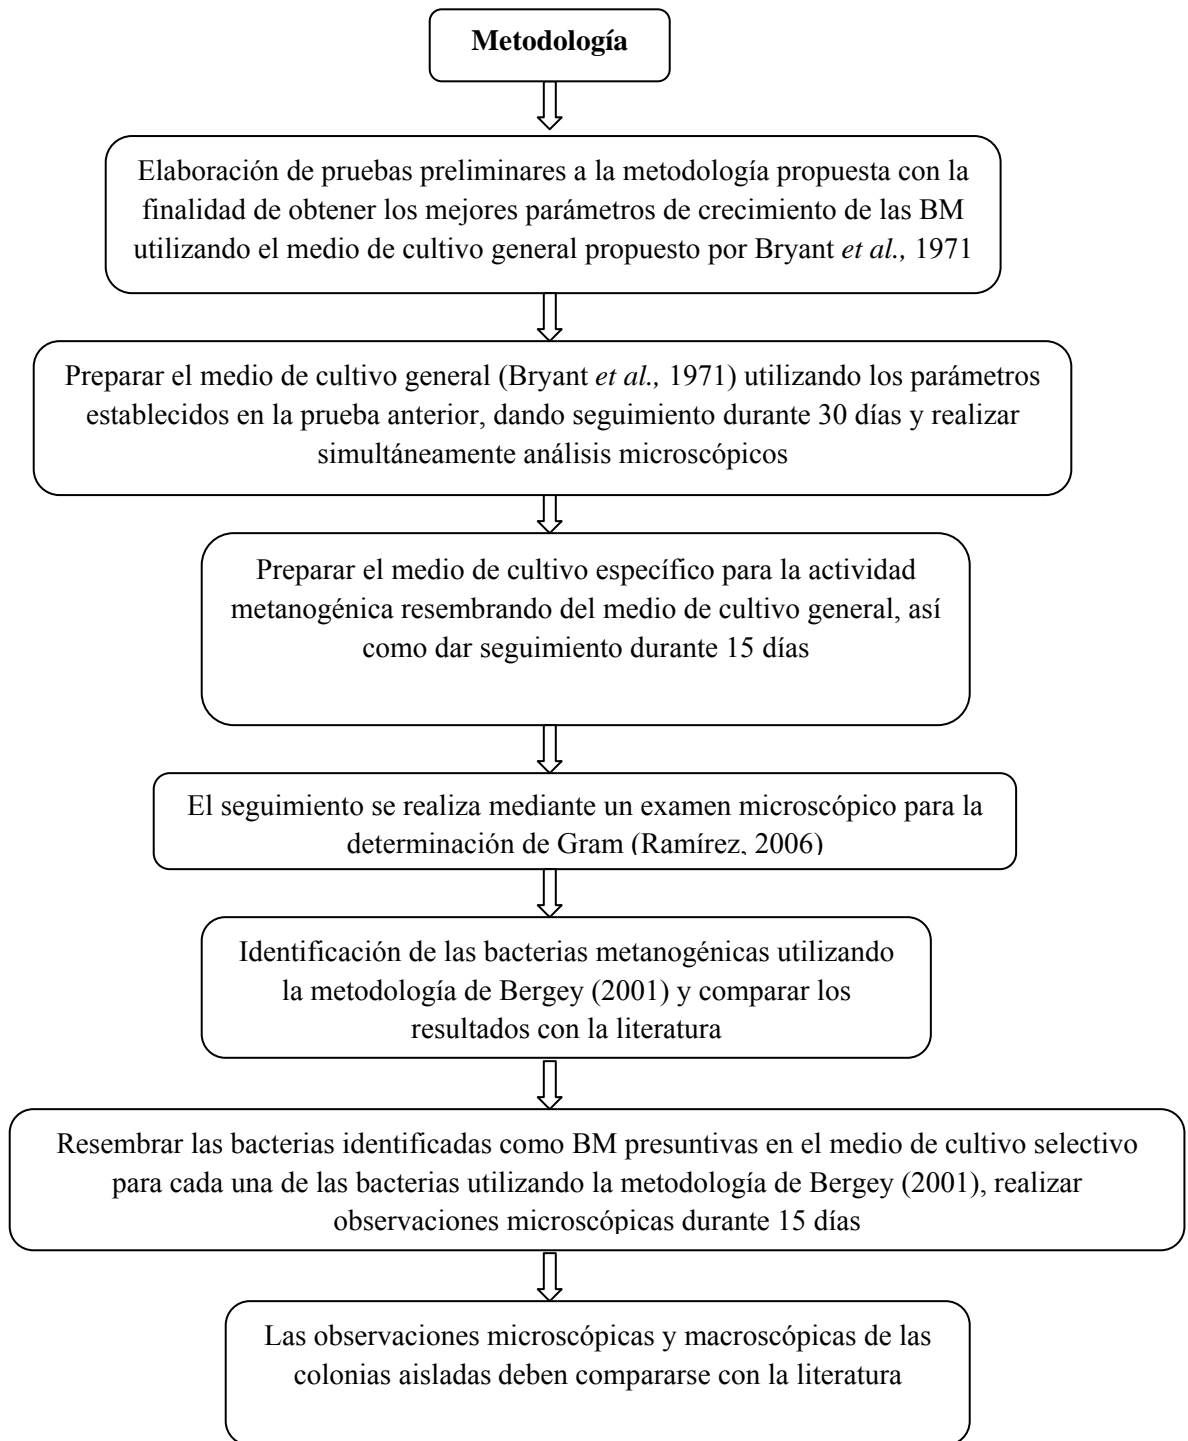 Metodología
Elaboración de pruebas preliminares a la metodología propuesta con la
finalidad de obtener los mejores parámetros de crecimiento de las BM
utilizando el medio de cultivo general propuesto por Bryant et al., 1971
Preparar el medio de cultivo general (Bryant et al., 1971) utilizando los parámetros
establecidos en la prueba anterior, dando seguimiento durante 30 días y realizar
simultáneamente análisis microscópicos
Preparar el medio de cultivo específico para la actividad
metanogénica resembrando del medio de cultivo general, así
como dar seguimiento durante 15 días
El seguimiento se realiza mediante un examen microscópico para la
determinación de Gram (Ramírez, 2006)
Identificación de las bacterias metanogénicas utilizando
la metodología de Bergey (2001) y comparar los
resultados con la literatura
Resembrar las bacterias identificadas como BM presuntivas en el medio de cultivo selectivo
para cada una de las bacterias utilizando la metodología de Bergey (2001), realizar
observaciones microscópicas durante 15 días
Las observaciones microscópicas y macroscópicas de las
colonias aisladas deben compararse con la literatura